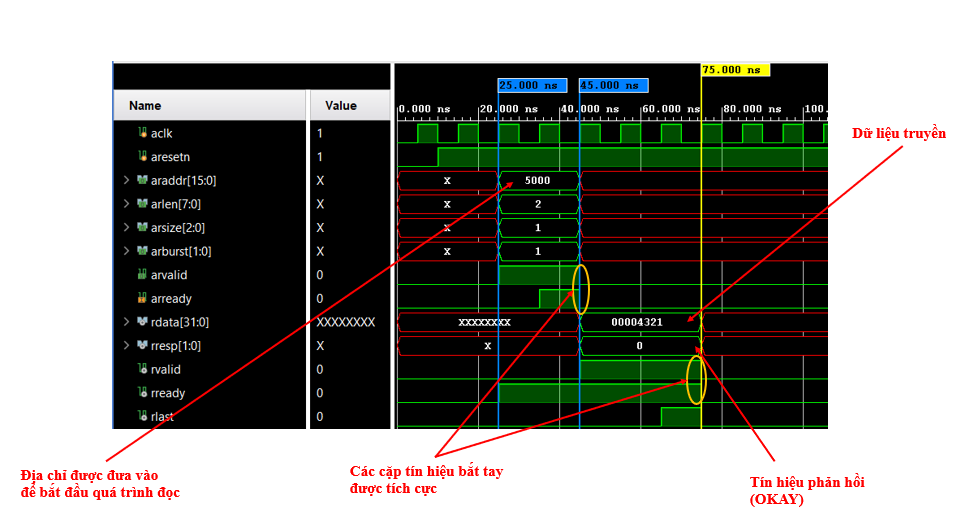 75.000 ns
25.000 ns
45.000 ns
Name
Value
0.000 ns
20.000 ns
40.000 ns
60.000 ns
80.000 ns
100.
aclk
1
Dữ liệu truyền
aresetn
1
araddr[15:0]
X
X
5000
arlen[7:0]
X
X
2
arsize[2:0]
X
X
1
arburst[1:0]
X
X
1
arvalid
0
arready
0
rdata[31:0]
XXXXXXXX
XXXXXXXX
00004321
rresp[1:0]
X
X
0
rvalid
0
rready
0
rlast
0
Địa chỉ được đưa vào
để bắt đầu quá trình đọc
Các cặp tín hiệu bắt tay
được tích cực
Tín hiệu phản hồi
(OKAY)